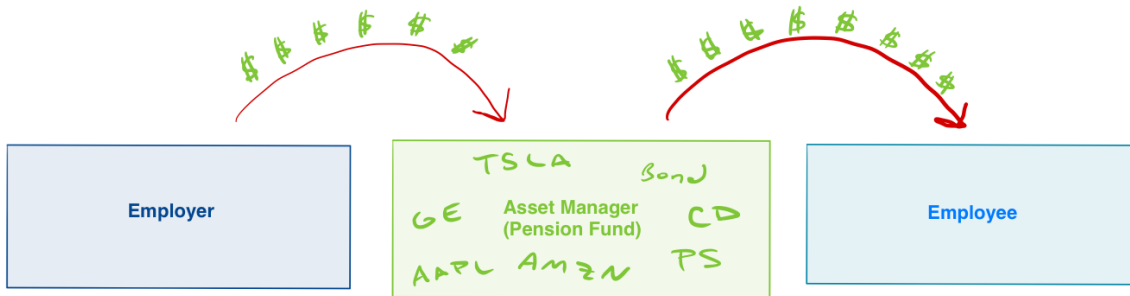 $ $ $ $ $ $
$ $ $ $ $ $ $ $
Employer
TSLA
Bond
GE
Asset Manager
(Pension Fund)
CD
AAPL
AMZN
PS
Employee